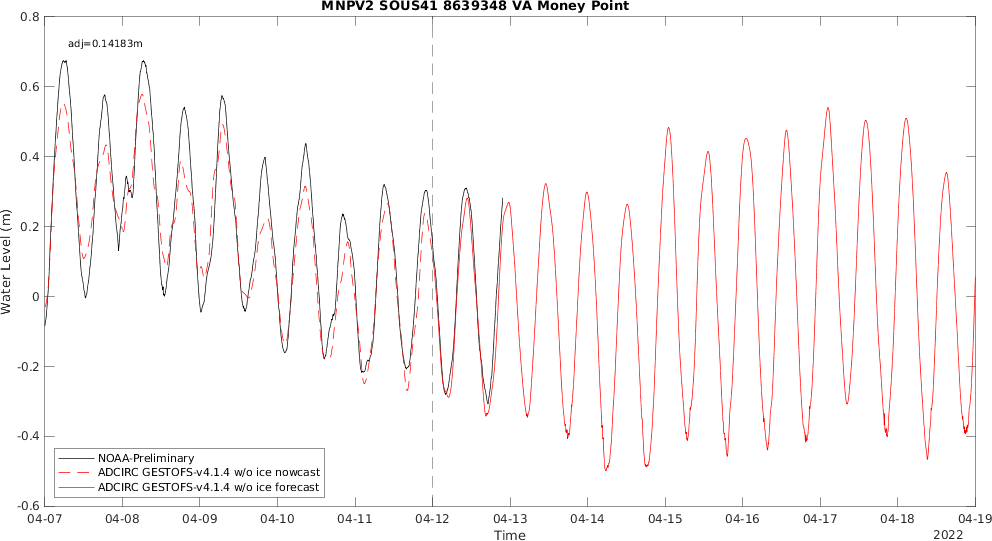 MNPV2 SOUS41 8639348 VA Money Point
adj=0.14183m
0.8
0.6
0.4
0.2
0
-0.2
-0.4
-0.6
Water Level (m)
NOAA-Preliminary
ADCIRC GESTOFS-v4.1.4 w/o ice nowcast
ADCIRC GESTOFS-v4.1.4 w/o ice forecast
04-07 04-08 04-09 04-10 04-11 04-12 04-13 04-14 04-15 04-16 04-17 04-18 04-19
Time
2022